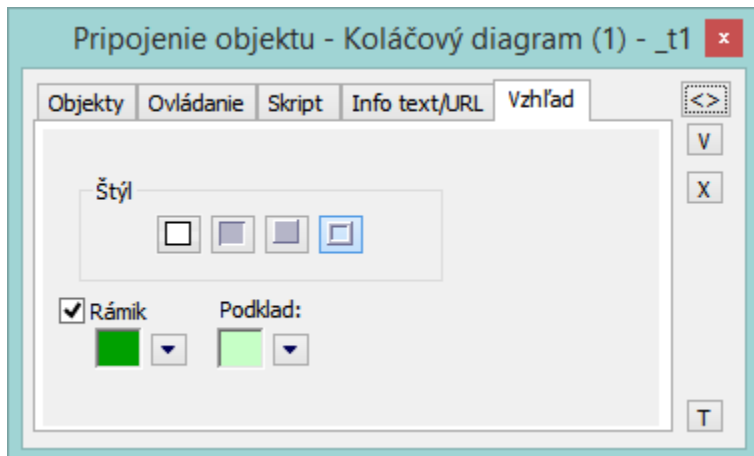 Pripojenie objektu - Koláčový diagram (1) - _t1 x
Objekty Ovládanie Skript Info text/URL Vzhľad
<>
V
X
Štýl
Rámik Podklad:
T